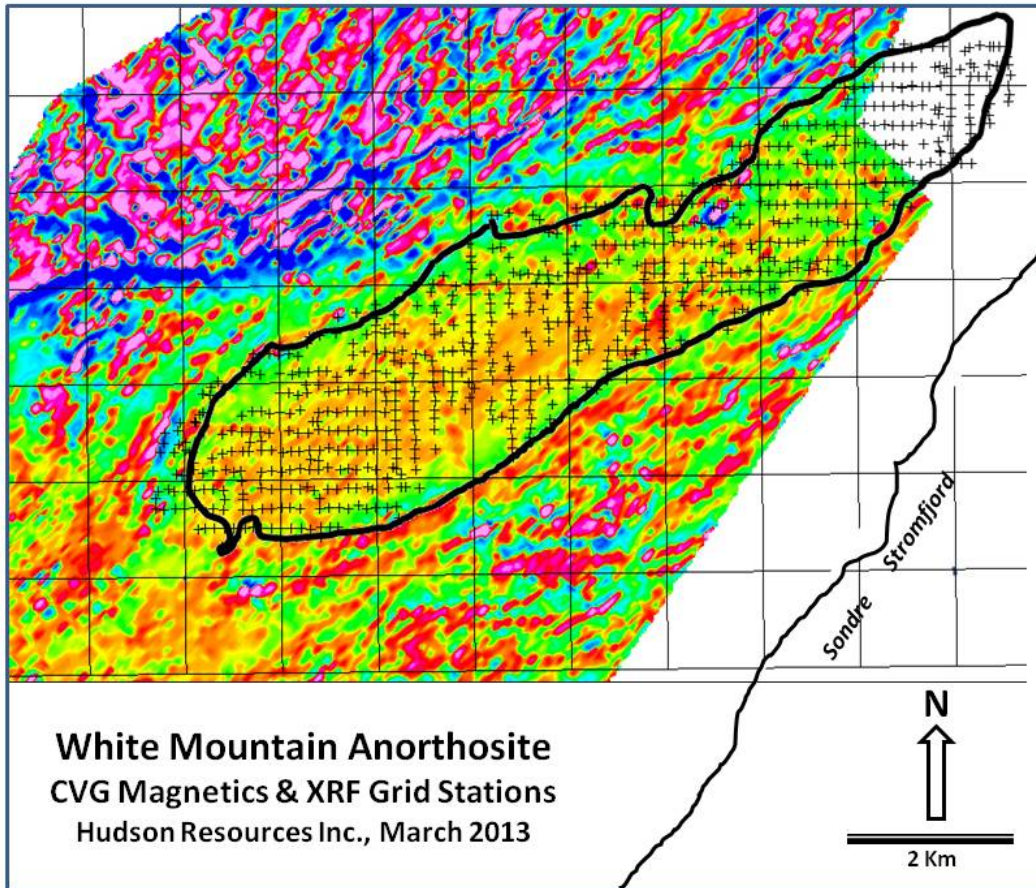 Sondre Stromfjord
White Mountain Anorthosite
CVG Magnetics & XRF Grid Stations
Hudson Resources Inc., March 2013
N
2 Km